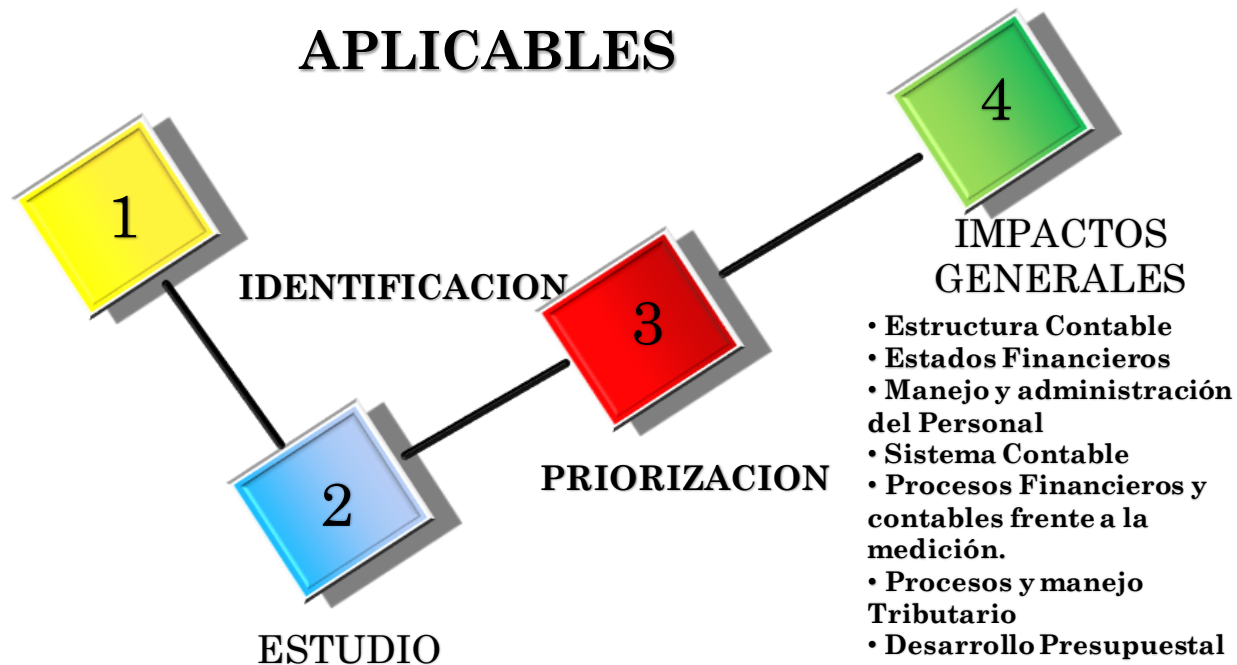 APLICABLES
1
IDENTIFICACION
2
ESTUDIO
3
PRIORIZACION
4
IMPACTOS
GENERALES
• Estructura Contable
• Estados Financieros
• Manejo y administración
del Personal
• Sistema Contable
• Procesos Financieros y
contables frente a la
medición.
• Procesos y manejo
Tributario
• Desarrollo Presupuestal